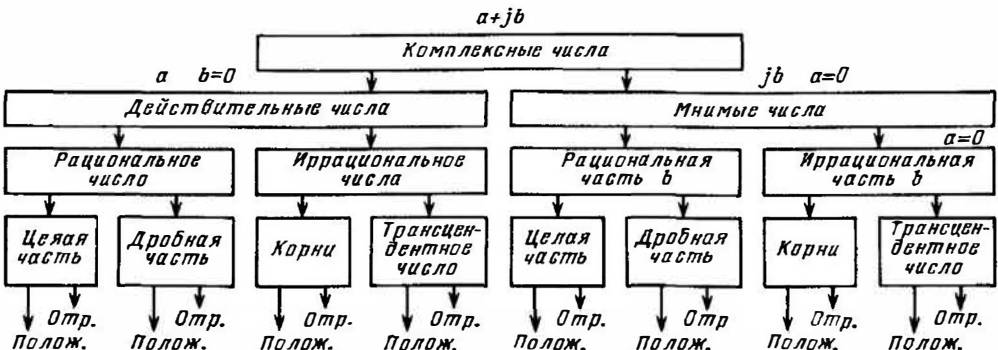 a+jb
Комплексные числа
a b=0
jb a=0
Действительные числа
Мнимые числа
a=0
Рациональное
число
Иррациональное
числа
Рациональная
часть b
Иррациональная
часть b
Цеяая
часть
Дробная
часть
Корни
Трансцен-
дентное
число
Целая
часть
Дробная
часть
Корни
Трансцен-
дентное
число
Отр.
Отр.
Отр.
Отр.
Отр.
Отр
Отр.
Отр.
Полож.
Полож.
Полож.
Полож.
Полож.
Полож.
Полож.
Полож.